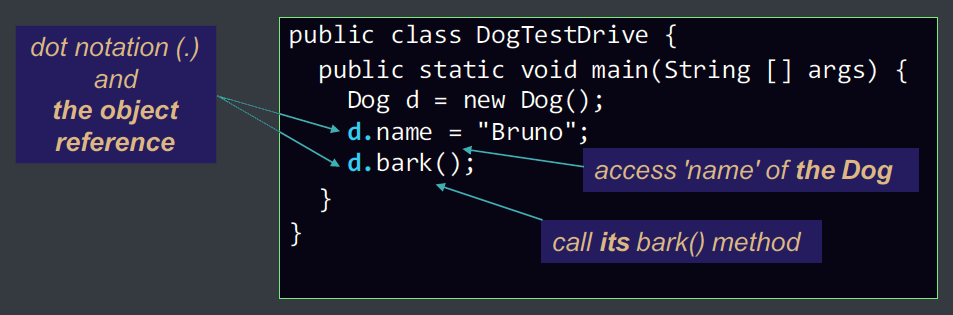 dot notation (.)
and
the object
reference
public class DogTestDrive {
public static void main(String [] args) {
Dog d = new Dog();
d.name = "Bruno";
d.bark();
}
}
access 'name' of the Dog
call its bark() method